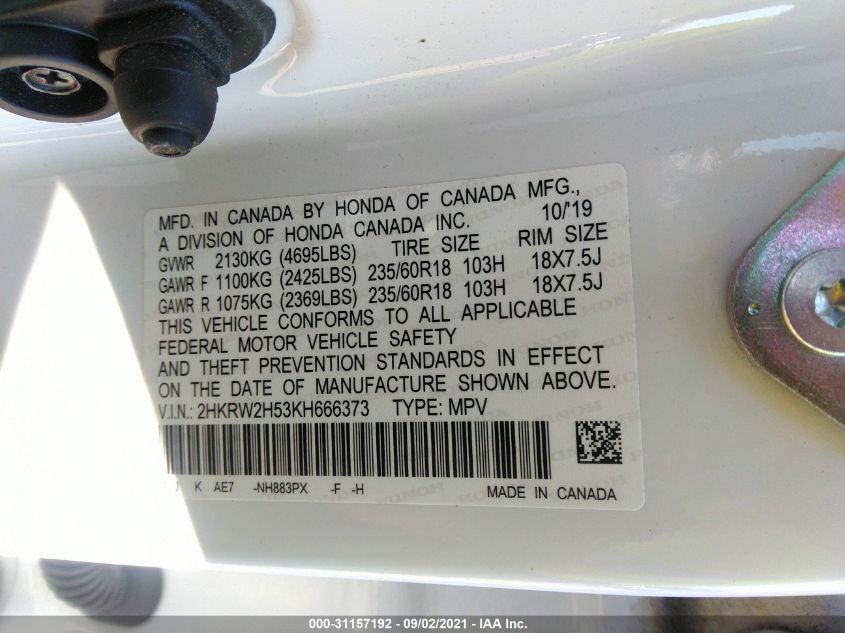 MFD. IN CANADA BY HONDA OF CANADA MFG.,
A DIVISION OF HONDA CANADA INC. 10/'19
GVWR 2130KG (4695LBS) TIRE SIZE RIM SIZE
GAWR F 1100KG (2425LBS) 235/60R18 103H 18X7.5J
GAWR R 1075KG (2369LBS) 235/60R18 103H 18X7.5J
THIS VEHICLE CONFORMS TO ALL APPLICABLE
FEDERAL MOTOR VEHICLE SAFETY
AND THEFT PREVENTION STANDARDS IN EFFECT
ON THE DATE OF MANUFACTURE SHOWN ABOVE.
V.I.N.: 2HKRW2H53KH666373 TYPE: MPV
K AE7 -NH883PX -F -H MADE IN CANADA
000-31157192 - 09/02/2021 - IAA Inc.